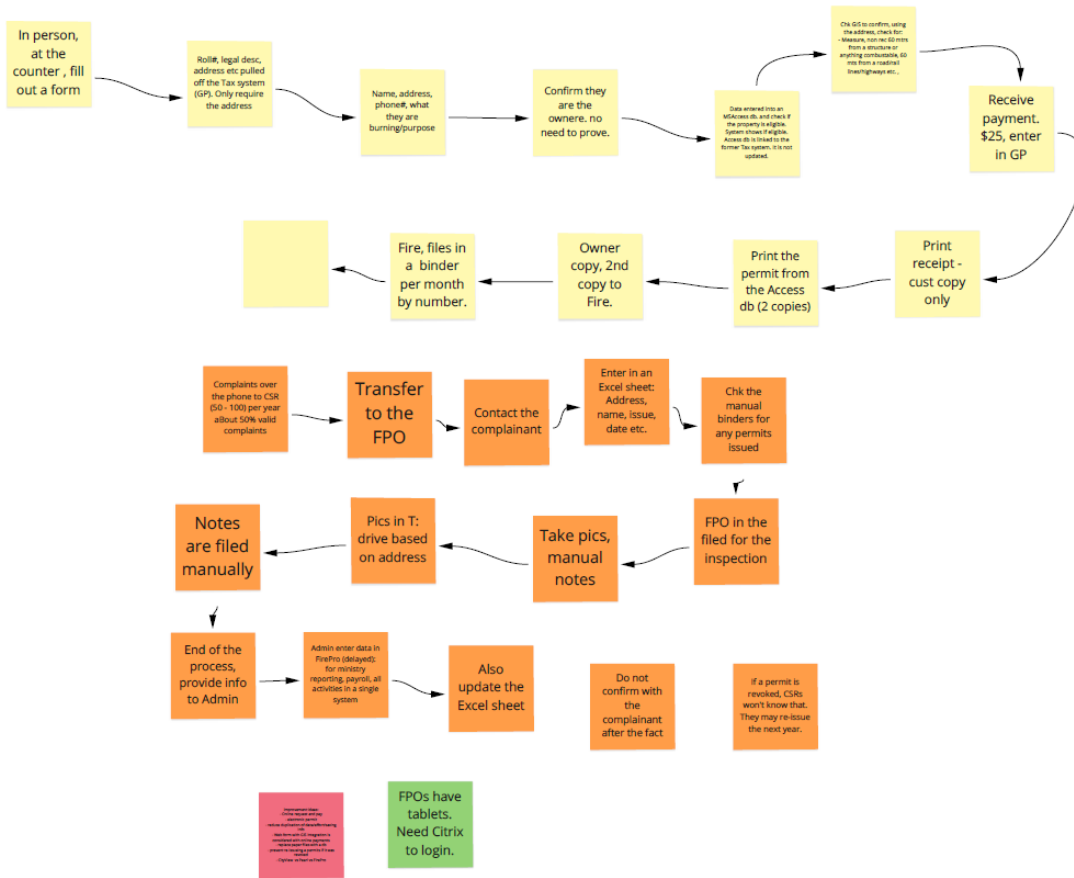 In person,
at the
counter , fill
out a form
Roll#, legal desc,
address etc pulled
off the Tax system
(GP). Only require
the address
Name, address,
phone#, what
they are
burning/purpose
Confirm they
are the
ownere. no
need to prove.
Data entered into an
MSAccess db, and check if
the property is eligible.
System shows if eligible.
Access db is linked to the
former Tax system. it is not
updated.
Chk GIS to confirm, using
the address, check for:
- Measure, non rec 60 mtrs
from a structure or
anything combustable, 60
mts from a road/rail
lines/highways etc..,
Receive
payment.
$25, enter
in GP
Fire, files in
a binder
per month
by number.
Owner
copy, 2nd
copy to
Fire.
Print the
permit from
the Access
db (2 copies)
Print
receipt -
cust copy
only
Complaints over
the phone to CSR
(50 - 100) per year
aBout 50% valid
complaints
Transfer
to the
FPO
Contact the
complainant
Enter in an
Excel sheet:
Address,
name, issue,
date etc.
Chk the
manual
binders for
any permits
issued
Notes
are filed
manually
Pics in T:
drive based
on address
Take pics,
manual
notes
FPO in the
filed for the
inspection
End of the
process,
provide info
to Admin
Admin enter data in
FirePro (delayed);
for ministry
reporting, payroll, all
activities in a single
system
Also
update the
Excel sheet
Do not
confirm with
the
complainant
after the fact
If a permit is
revoked, CSRs
won't know that.
They may re-issue
the next year.
Improvement Ideas:
- Online request and pay
FPOs have
tablets.
Need Citrix
to login.